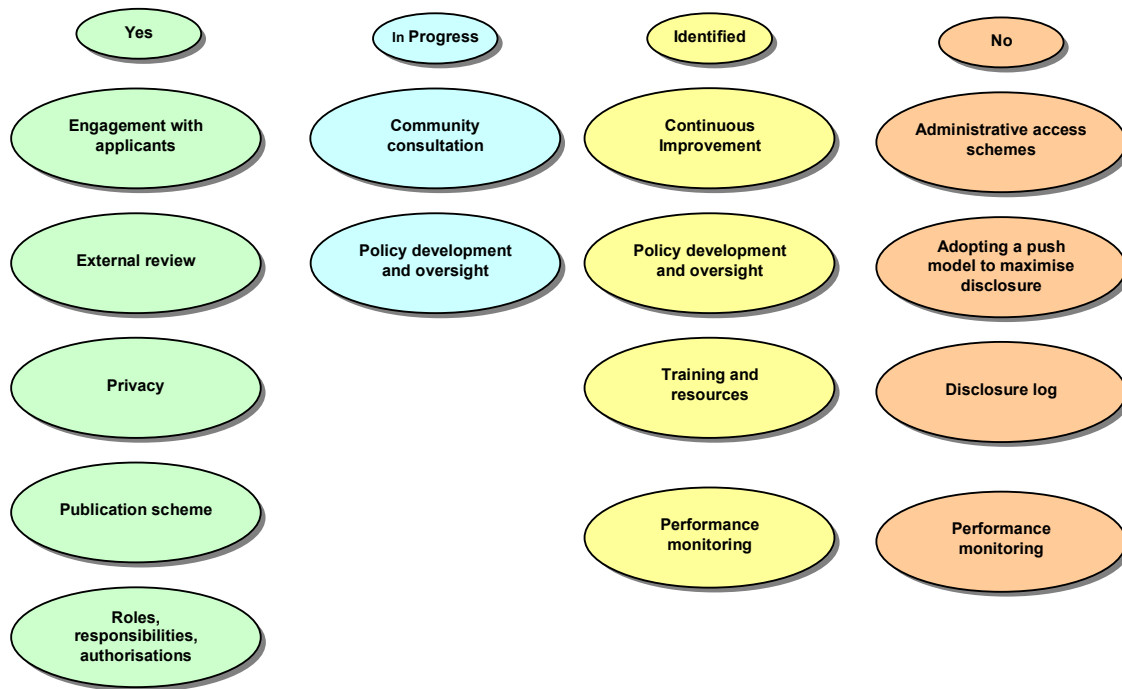 Yes
In Progress
Identified
No
Engagement with
applicants
Community
consultation
Continuous
Improvement
Administrative access
schemes
External review
Policy development
and oversight
Policy development
and oversight
Adopting a push
model to maximise
disclosure
Privacy
Training and
resources
Disclosure log
Publication scheme
Performance
monitoring
Performance
monitoring
Roles,
responsibilities,
authorisations